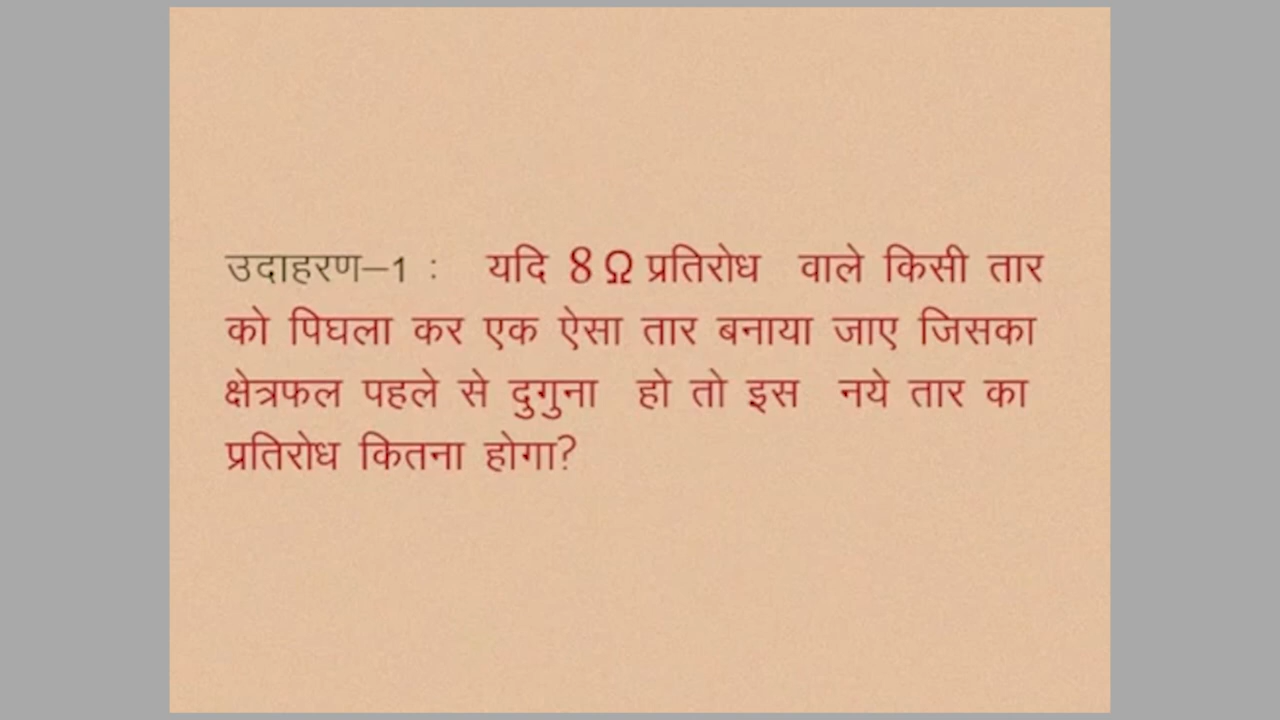 उदाहरण–1 : यदि 8 Ω प्रतिरोध वाले किसी तार
को पिघला कर एक ऐसा तार बनाया जाए जिसका
क्षेत्रफल पहले से दुगुना हो तो इस नये तार का
प्रतिरोध कितना होगा?